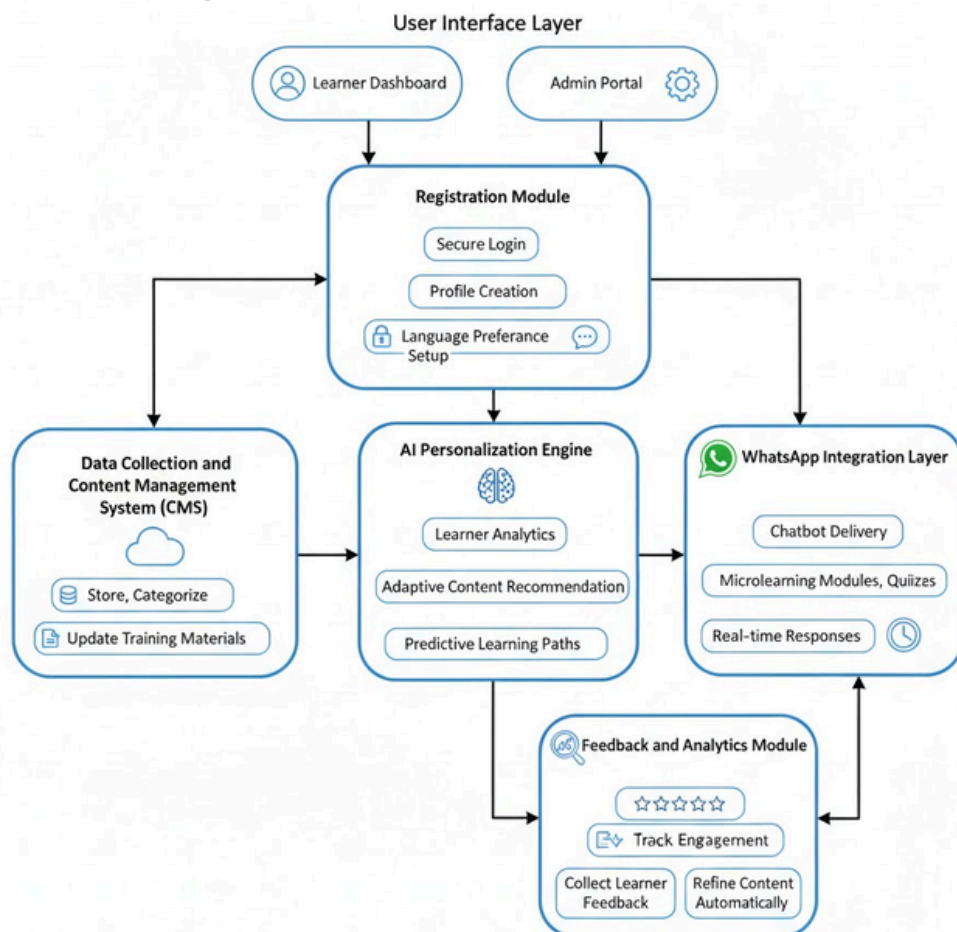 User Interface Layer
Learner Dashboard
Admin Portal
Registration Module
Secure Login
Profile Creation
Language Preferance
Setup
Data Collection and
Content Management
System (CMS)
Store, Categorize
Update Training Materials
AI Personalization Engine
Learner Analytics
Adaptive Content Recommendation
Predictive Learning Paths
WhatsApp Integration Layer
Chatbot Delivery
Microlearning Modules, Quiizes
Real-time Responses
Feedback and Analytics Module
Track Engagement
Collect Learner
Feedback
Refine Content
Automatically